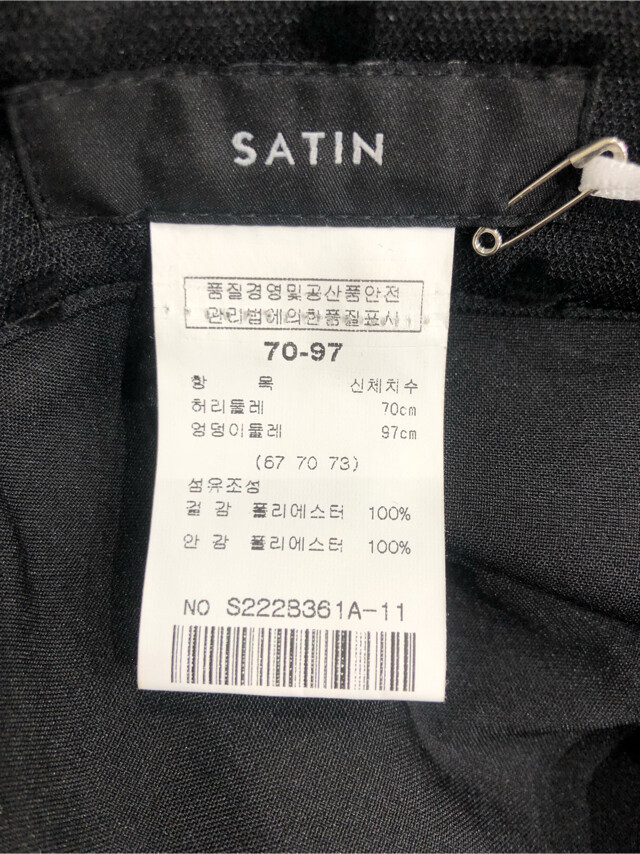 SATIN
품질경영및공산품안전
관리법에의한품질표시
70-97
항 목 신체치수
허리둘레 70cm
엉덩이둘레 97cm
(67 70 73)
섬유조성
겉 감 폴리에스터 100%
안 감 폴리에스터 100%
NO S222B361A-11